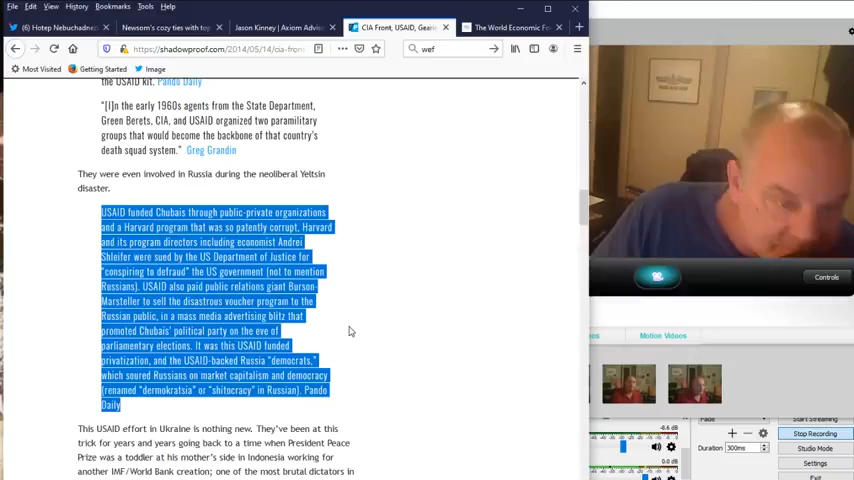 File Edit View History Bookmarks Tools Help
(6) Hotep Nebuchadnez
Newsom's cozy ties with top
Jason Kinney | Axiom Advis
CIA Front, USAID, Geari
The World Economic Fo
https://shadowproof.com/2014/05/14/cia-fron
wef
Most Visited Getting Started Image
the USAID kit. Pando Daily
“[I]n the early 1960s agents from the State Department,
Green Berets, CIA, and USAID organized two paramilitary
groups that would become the backbone of that country's
death squad system.” Greg Grandin
They were even involved in Russia during the neoliberal Yeltsin
disaster.
USAID funded Chubais through public-private organizations
and a Harvard program that was so patently corrupt, Harvard
and its program directors including economist Andrei
Shleifer were sued by the US Department of Justice for
“conspiring to defraud” the US government (not to mention
Russians). USAID also paid public relations giant Burson-
Marsteller to sell the disastrous voucher program to the
Russian public, in a mass media advertising blitz that
promoted Chubais' political party on the eve of
parliamentary elections. It was this USAID funded
privatization, and the USAID-backed Russia “democrats,”
which soured Russians on market capitalism and democracy
(renamed “dermokratsia” or “shitocracy” in Russian). Pando
Daily
This USAID effort in Ukraine is nothing new. They've been at this
trick for years and years going back to a time when President Peace
Prize was a toddler at his mother's side in Indonesia working for
another IMF/World Bank creation; one of the most brutal dictators in
Controls
Motion Videos
-8.6 dB
0.0 dB
Duration 300ms
Start Streaming
Stop Recording
Studio Mode
Settings
Exit